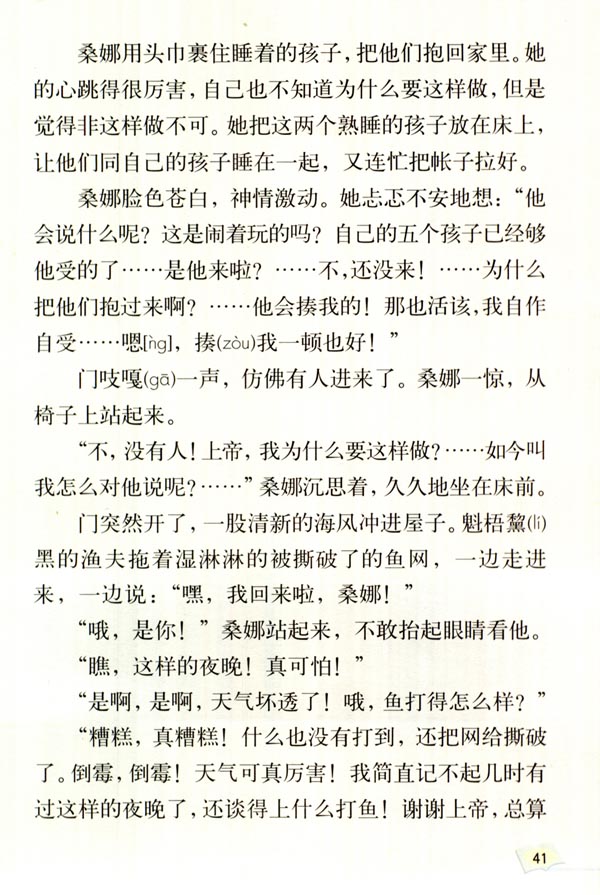 桑娜用头巾裹住睡着的孩子，把他们抱回家里。她
的心跳得很厉害，自己也不知道为什么要这样做，但是
觉得非这样做不可。她把这两个熟睡的孩子放在床上，
让他们同自己的孩子睡在一起，又连忙把帐子拉好。
桑娜脸色苍白，神情激动。她忐忑不安地想：“他
会说什么呢？这是闹着玩的吗？自己的五个孩子已经够
他受的了……是他来啦？……不，还没来！……为什么
把他们抱过来啊？……他会揍我的！那也活该，我自作
自受……嗯[ǹg]，揍(zòu)我一顿也好！”
门吱嘎(gā)一声，仿佛有人进来了。桑娜一惊，从
椅子上站起来。
“不，没有人！上帝，我为什么要这样做？……如今叫
我怎么对他说呢？……”桑娜沉思着，久久地坐在床前。
门突然开了，一股清新的海风冲进屋子。魁梧黧(lí)
黑的渔夫拖着湿淋淋的被撕破了的鱼网，一边走进
来，一边说：“嘿，我回来啦，桑娜！”
“哦，是你！”桑娜站起来，不敢抬起眼睛看他。
“瞧，这样的夜晚！真可怕！”
“是啊，是啊，天气坏透了！哦，鱼打得怎么样？”
“糟糕，真糟糕！什么也没有打到，还把网给撕破
了。倒霉，倒霉！天气可真厉害！我简直记不起几时有
过这样的夜晚了，还谈得上什么打鱼！谢谢上帝，总算
41